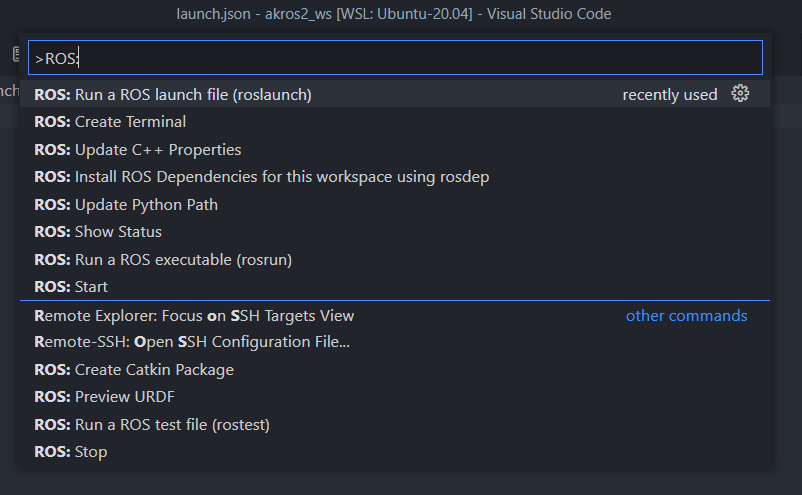 launch.json - akros2_ws [WSL: Ubuntu-20.04] - Visual Studio Code
>ROS:
nch
ROS: Run a ROS launch file (roslaunch) recently used
ROS: Create Terminal
ROS: Update C++ Properties
ROS: Install ROS Dependencies for this workspace using rosdep
ROS: Update Python Path
ROS: Show Status
ROS: Run a ROS executable (rosrun)
ROS: Start
Remote Explorer: Focus on SSH Targets View other commands
Remote-SSH: Open SSH Configuration File...
ROS: Create Catkin Package
ROS: Preview URDF
ROS: Run a ROS test file (rostest)
ROS: Stop